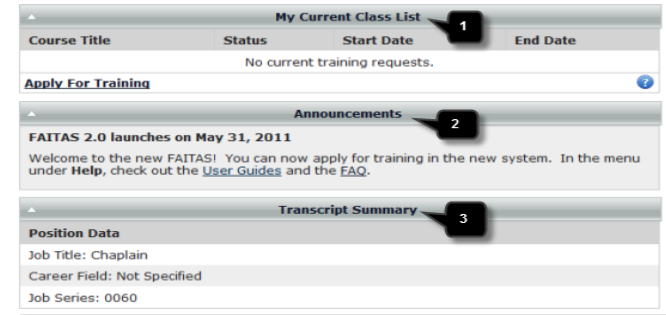 My Current Class List
1
Course Title Status Start Date End Date
No current training requests.
Apply For Training
?
Announcements
2
FAITAS 2.0 launches on May 31, 2011
Welcome to the new FAITAS! You can now apply for training in the new system. In the menu
under Help, check out the User Guides and the FAQ.
Transcript Summary
3
Position Data
Job Title: Chaplain
Career Field: Not Specified
Job Series: 0060